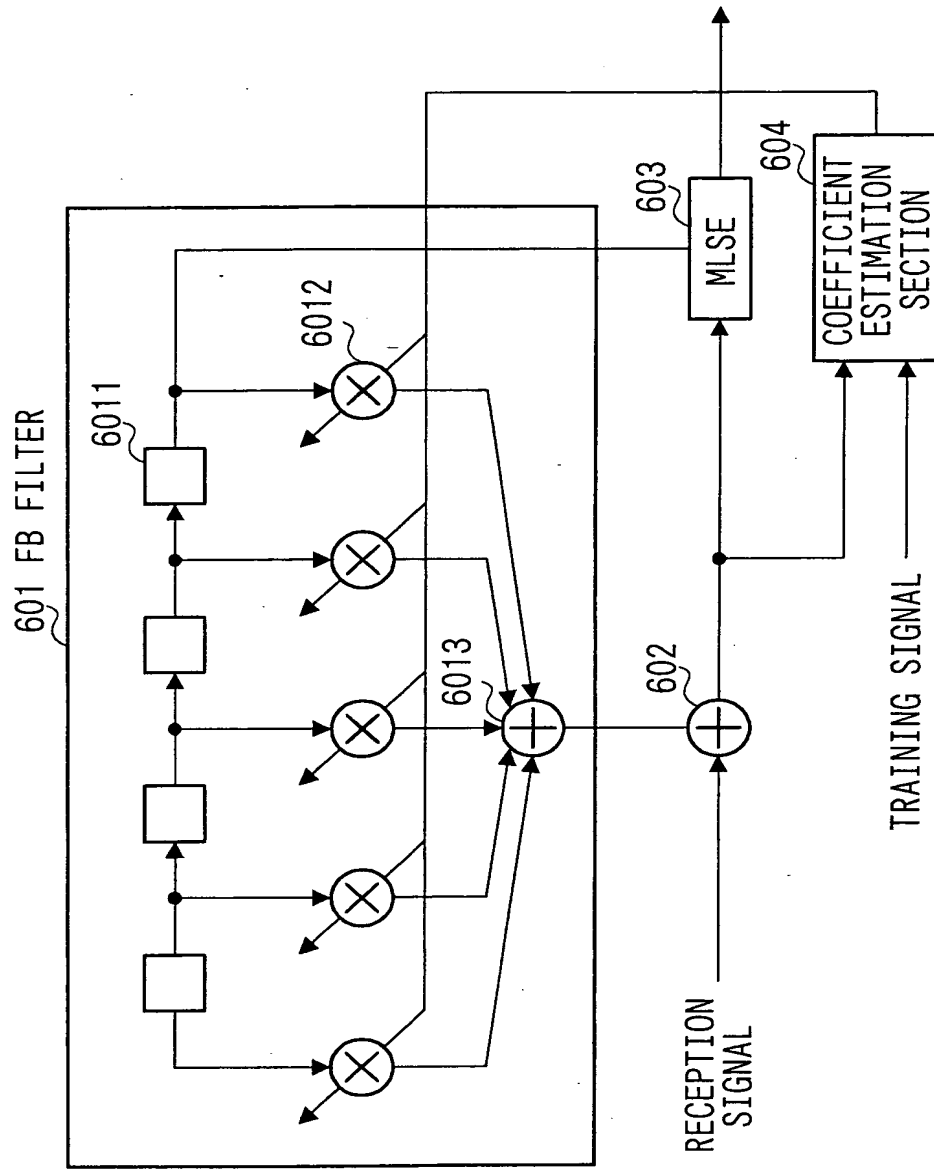 601 FB FILTER
6011
6012
6013
603
MLSE
602
604
COEFFICIENT
ESTIMATION
SECTION
RECEPTION
SIGNAL
TRAINING SIGNAL